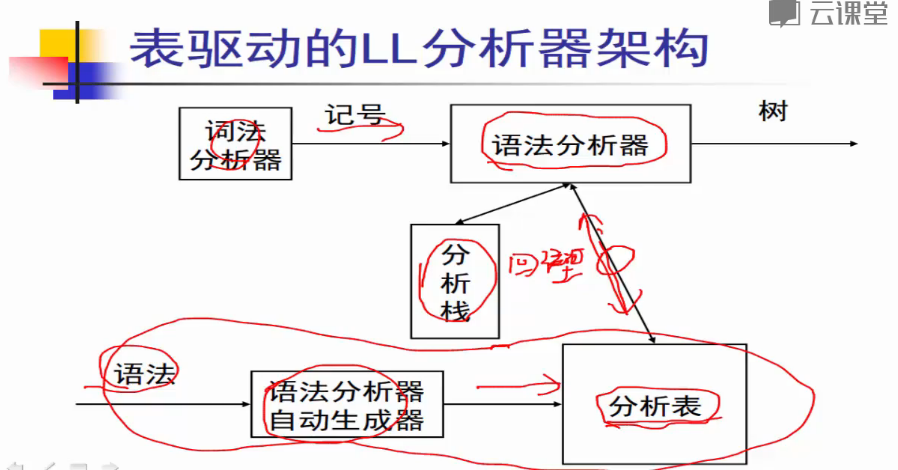 云课堂
表驱动的LL分析器架构
词法
分析器
记号
语法分析器
树
分
析
栈
语法
语法分析器
自动生成器
分析表